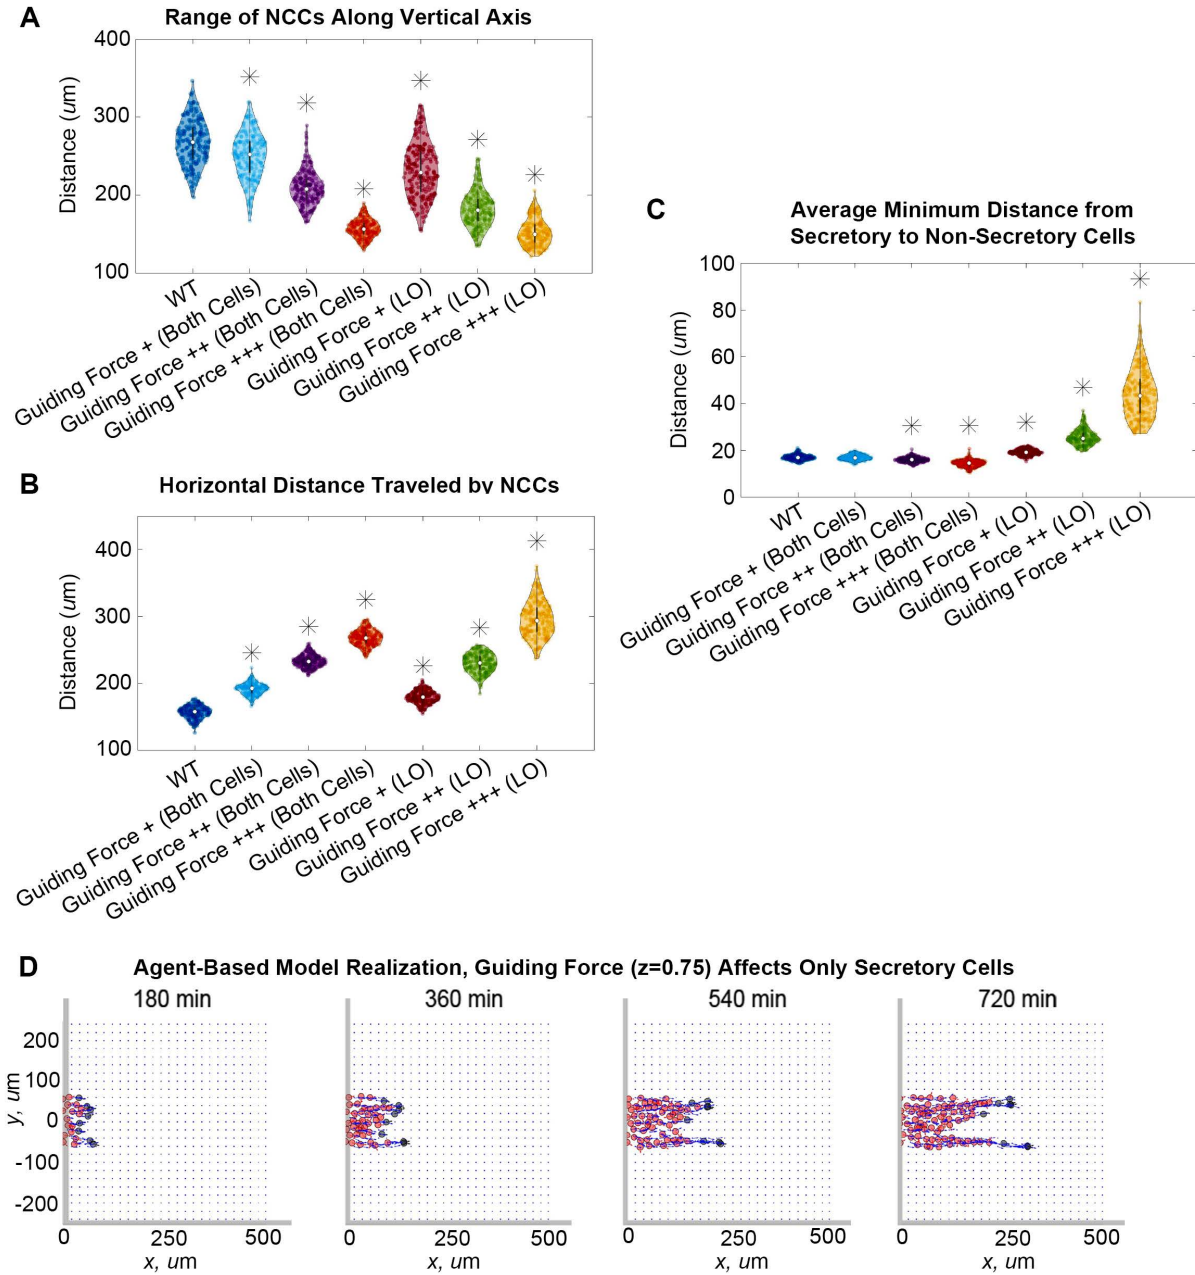 A
Range of NCCs Along Vertical Axis
Distance (um)
400
300
200
100
WT
Guiding Force + (Both Cells)
Guiding Force ++ (Both Cells)
Guiding Force +++ (Both Cells)
Guiding Force + (LO)
Guiding Force ++ (LO)
Guiding Force +++ (LO)
B
Horizontal Distance Traveled by NCCs
Distance (um)
400
300
200
100
WT
Guiding Force + (Both Cells)
Guiding Force ++ (Both Cells)
Guiding Force +++ (Both Cells)
Guiding Force + (LO)
Guiding Force ++ (LO)
Guiding Force +++ (LO)
C
Average Minimum Distance from
Secretory to Non-Secretory Cells
Distance (um)
100
80
60
40
20
0
WT
Guiding Force + (Both Cells)
Guiding Force ++ (Both Cells)
Guiding Force +++ (Both Cells)
Guiding Force + (LO)
Guiding Force ++ (LO)
Guiding Force +++ (LO)
D
Agent-Based Model Realization, Guiding Force (z=0.75) Affects Only Secretory Cells
180 min
360 min
540 min
720 min
y, um
200
100
0
-100
-200
0 250 500
0 250 500
0 250 500
0 250 500
x, um
x, um
x, um
x, um